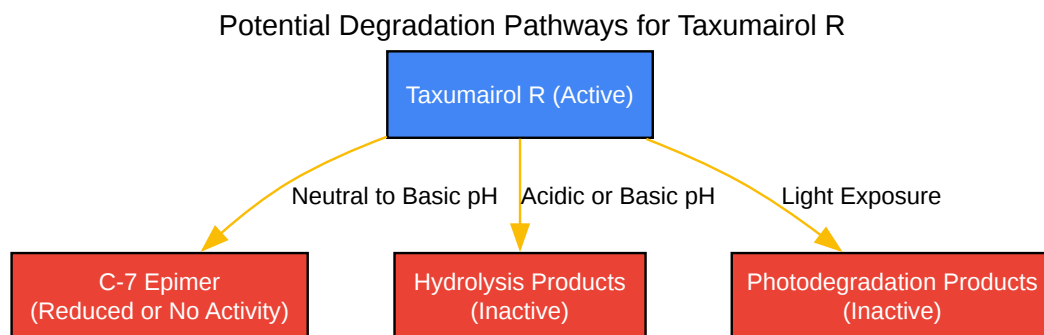 Potential Degradation Pathways for Taxumairol R
Taxumairol R (Active)
Neutral to Basic pH
Acidic or Basic pH
Light Exposure
C-7 Epimer
(Reduced or No Activity)
Hydrolysis Products
(Inactive)
Photodegradation Products
(Inactive)